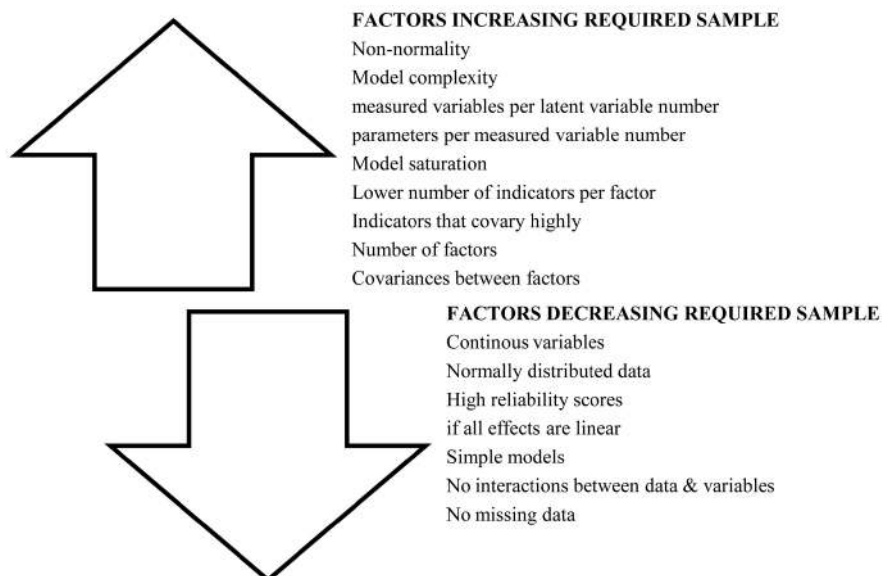 FACTORS INCREASING REQUIRED SAMPLE
Non-normality
Model complexity
measured variables per latent variable number
parameters per measured variable number
Model saturation
Lower number of indicators per factor
Indicators that covary highly
Number of factors
Covariances between factors
FACTORS DECREASING REQUIRED SAMPLE
Continous variables
Normally distributed data
High reliability scores
if all effects are linear
Simple models
No interactions between data & variables
No missing data